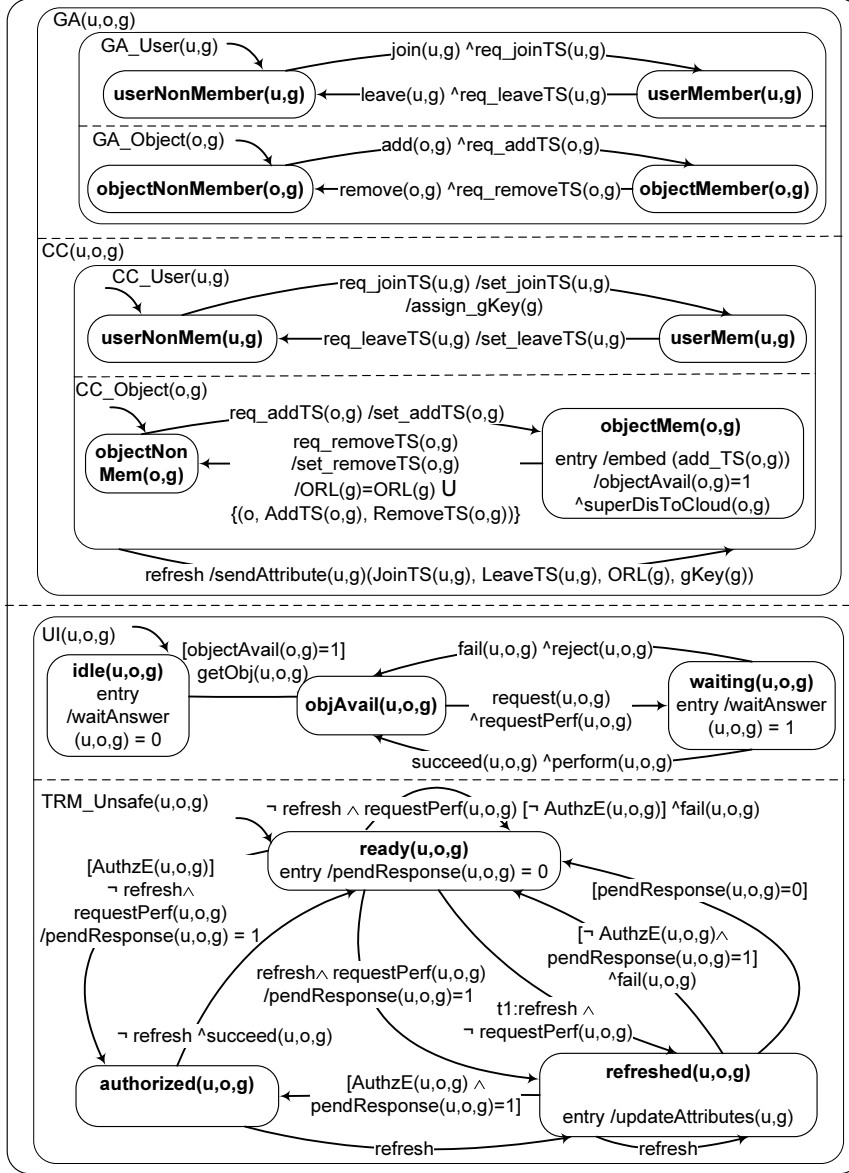 GA(u,o,g)
GA_User(u,g)
join(u,g) ^req_joinTS(u,g)
userNonMember(u,g)
leave(u,g) ^req_leaveTS(u,g)
userMember(u,g)
GA_Object(o,g)
add(o,g) ^req_addTS(o,g)
objectNonMember(o,g)
remove(o,g) ^req_removeTS(o,g)
objectMember(o,g)
CC(u,o,g)
CC_User(u,g)
req_joinTS(u,g) /set_joinTS(u,g)
/assign_gKey(g)
userNonMem(u,g)
req_leaveTS(u,g) /set_leaveTS(u,g)
userMem(u,g)
CC_Object(o,g)
req_addTS(o,g) /set_addTS(o,g)
objectNon
Mem(o,g)
req_removeTS(o,g)
/set_removeTS(o,g)
/ORL(g)=ORL(g) U
{(o, AddTS(o,g), RemoveTS(o,g))}
objectMem(o,g)
entry /embed (add_TS(o,g))
/objectAvail(o,g)=1
^superDisToCloud(o,g)
refresh /sendAttribute(u,g)(JoinTS(u,g), LeaveTS(u,g), ORL(g), gKey(g))
UI(u,o,g)
idle(u,o,g)
entry
/waitAnswer
(u,o,g) = 0
[objectAvail(o,g)=1]
getObj(u,o,g)
objAvail(u,o,g)
fail(u,o,g) ^reject(u,o,g)
request(u,o,g)
^requestPerf(u,o,g)
succeed(u,o,g) ^perform(u,o,g)
waiting(u,o,g)
entry /waitAnswer
(u,o,g) = 1
TRM_Unsafe(u,o,g)
¬ refresh ∧ requestPerf(u,o,g) [¬ AuthzE(u,o,g)] ^fail(u,o,g)
ready(u,o,g)
entry /pendResponse(u,o,g) = 0
[AuthzE(u,o,g)]
¬ refresh∧
requestPerf(u,o,g)
/pendResponse(u,o,g) = 1
[pendResponse(u,o,g)=0]
[¬ AuthzE(u,o,g)∧
pendResponse(u,o,g)=1]
^fail(u,o,g)
refresh∧ requestPerf(u,o,g)
/pendResponse(u,o,g)=1
t1:refresh ∧
¬ requestPerf(u,o,g)
¬ refresh ^succeed(u,o,g)
authorized(u,o,g)
[AuthzE(u,o,g) ∧
pendResponse(u,o,g)=1]
refreshed(u,o,g)
entry /updateAttributes(u,g)
refresh
refresh